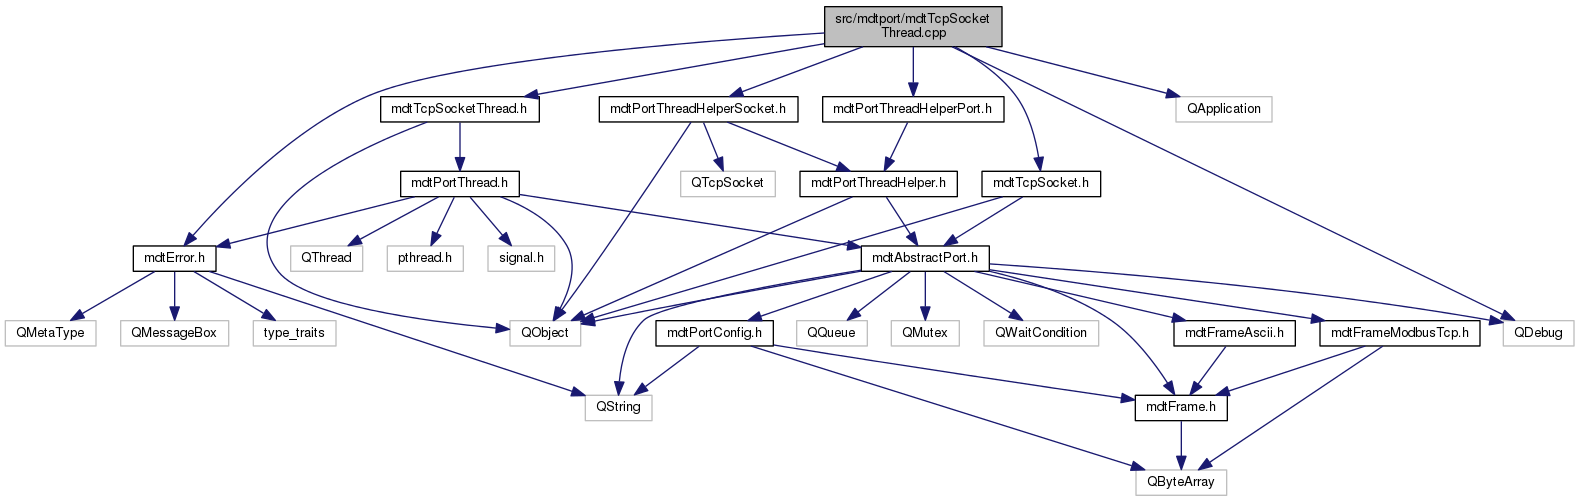 src/mdtport/mdtTcpSocket
Thread.cpp
mdtTcpSocketThread.h
mdtPortThreadHelperSocket.h
mdtPortThreadHelperPort.h
QApplication
mdtPortThread.h
QTcpSocket
mdtPortThreadHelper.h
mdtTcpSocket.h
mdtError.h
QThread
pthread.h
signal.h
mdtAbstractPort.h
QMetaType
QMessageBox
type_traits
QObject
mdtPortConfig.h
QQueue
QMutex
QWaitCondition
mdtFrameAscii.h
mdtFrameModbusTcp.h
QDebug
QString
mdtFrame.h
QByteArray